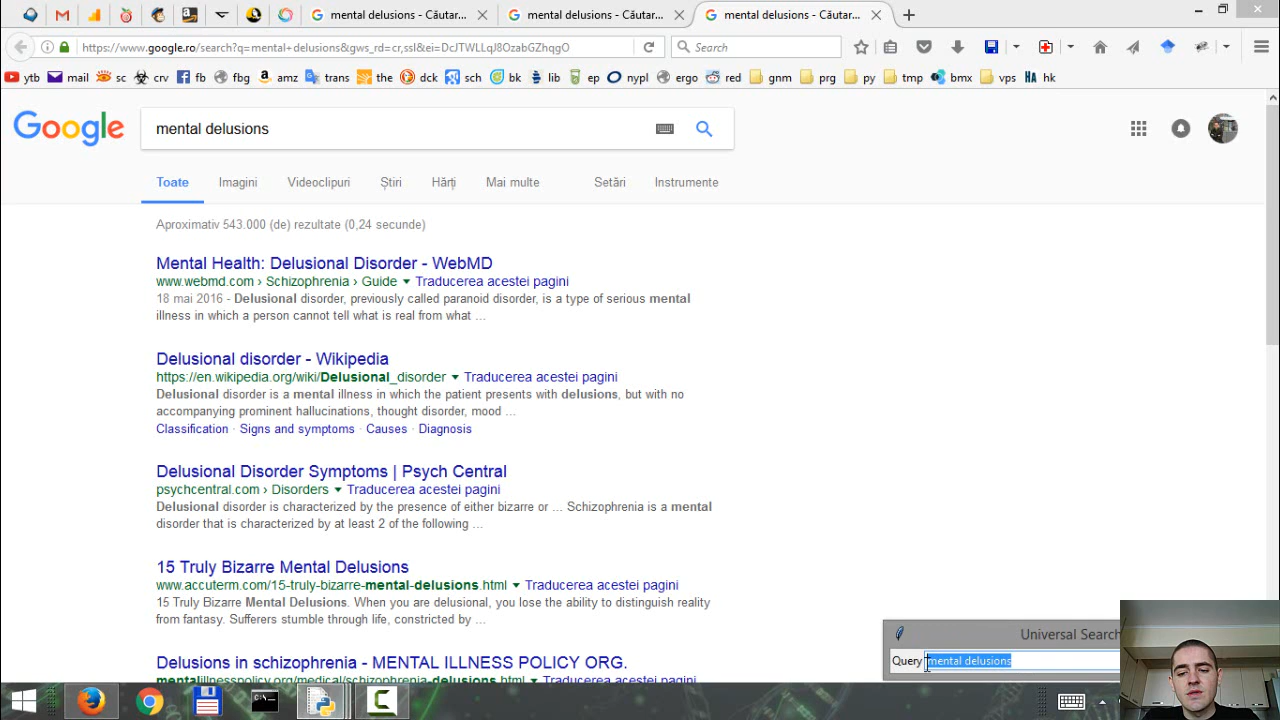 mental delusions - Căutar...
mental delusions - Căutar...
mental delusions - Căutar...
https://www.google.ro/search?q=mental+delusions&gws_rd=cr,ssl&ei=DcJTWLLqJ8OzabGZhqgO
Search
ytb mail sc crv fb fbg amz trans the dck sch bk lib ep nypl ergo red gnm prg py tmp bmx vps hk
Google
mental delusions
Toate Imagini Videoclipuri Știri Hărți Mai multe Setări Instrumente
Aproximativ 543.000 (de) rezultate (0,24 secunde)
Mental Health: Delusional Disorder - WebMD
www.webmd.com › Schizophrenia › Guide Traducerea acestei pagini
18 mai 2016 - Delusional disorder, previously called paranoid disorder, is a type of serious mental
illness in which a person cannot tell what is real from what ...
Delusional disorder - Wikipedia
https://en.wikipedia.org/wiki/Delusional_disorder Traducerea acestei pagini
Delusional disorder is a mental illness in which the patient presents with delusions, but with no
accompanying prominent hallucinations, thought disorder, mood ...
Classification · Signs and symptoms · Causes · Diagnosis
Delusional Disorder Symptoms | Psych Central
psychcentral.com › Disorders Traducerea acestei pagini
Delusional disorder is characterized by the presence of either bizarre or ... Schizophrenia is a mental
disorder that is characterized by at least 2 of the following ...
15 Truly Bizarre Mental Delusions
www.accuterm.com/15-truly-bizarre-mental-delusions.html Traducerea acestei pagini
15 Truly Bizarre Mental Delusions. When you are delusional, you lose the ability to distinguish reality
from fantasy. Sufferers stumble through life, constricted by ...
Delusions in schizophrenia - MENTAL ILLNESS POLICY ORG.
mentalillnesspolicy.org/medical/schizophrenia-delusions.html Traducerea acestei pagini
Universal Search
Query mental delusions